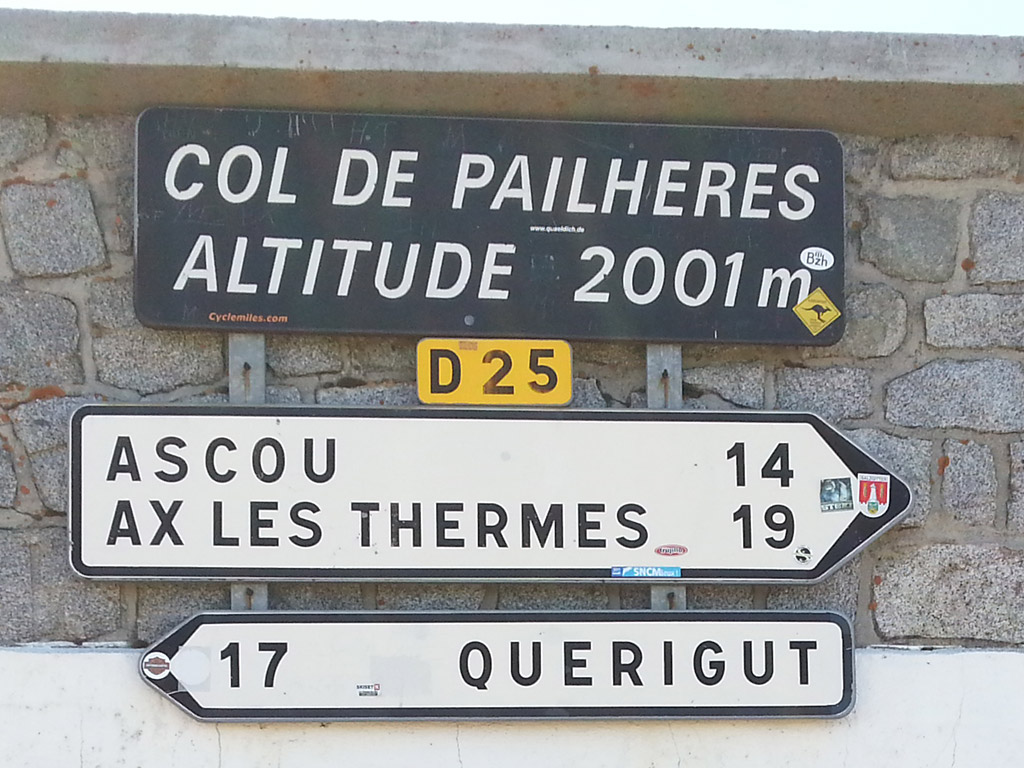 COL DE PAILHERES
www.quaeldich.de
ALTITUDE 2001 m
Bzh
Cyclemiles.com
D 25
ASCOU 14
AX LES THERMES 19
SNCM
17 QUERIGUT